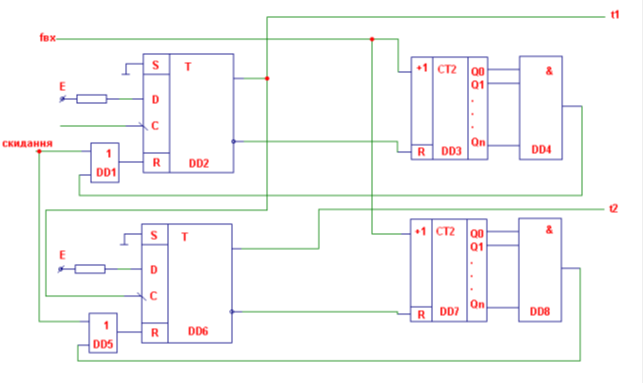 t1
fвх
S T
+1 CT2 Q0 &
Q1
E
D
.
.
.
C
скидання
1
R DD2
Qn
R DD3 DD4
DD1
t2
S T
+1 CT2 Q0 &
Q1
E
D
.
.
.
C
Qn
1
R DD6
R DD7 DD8
DD5